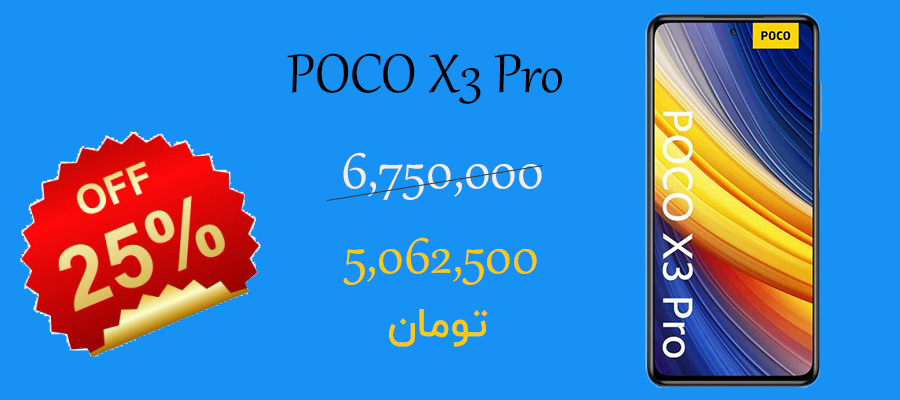 POCO X3 Pro
6,750,000
5,062,500
تومان
OFF
25%
POCO
POCO X3 Pro